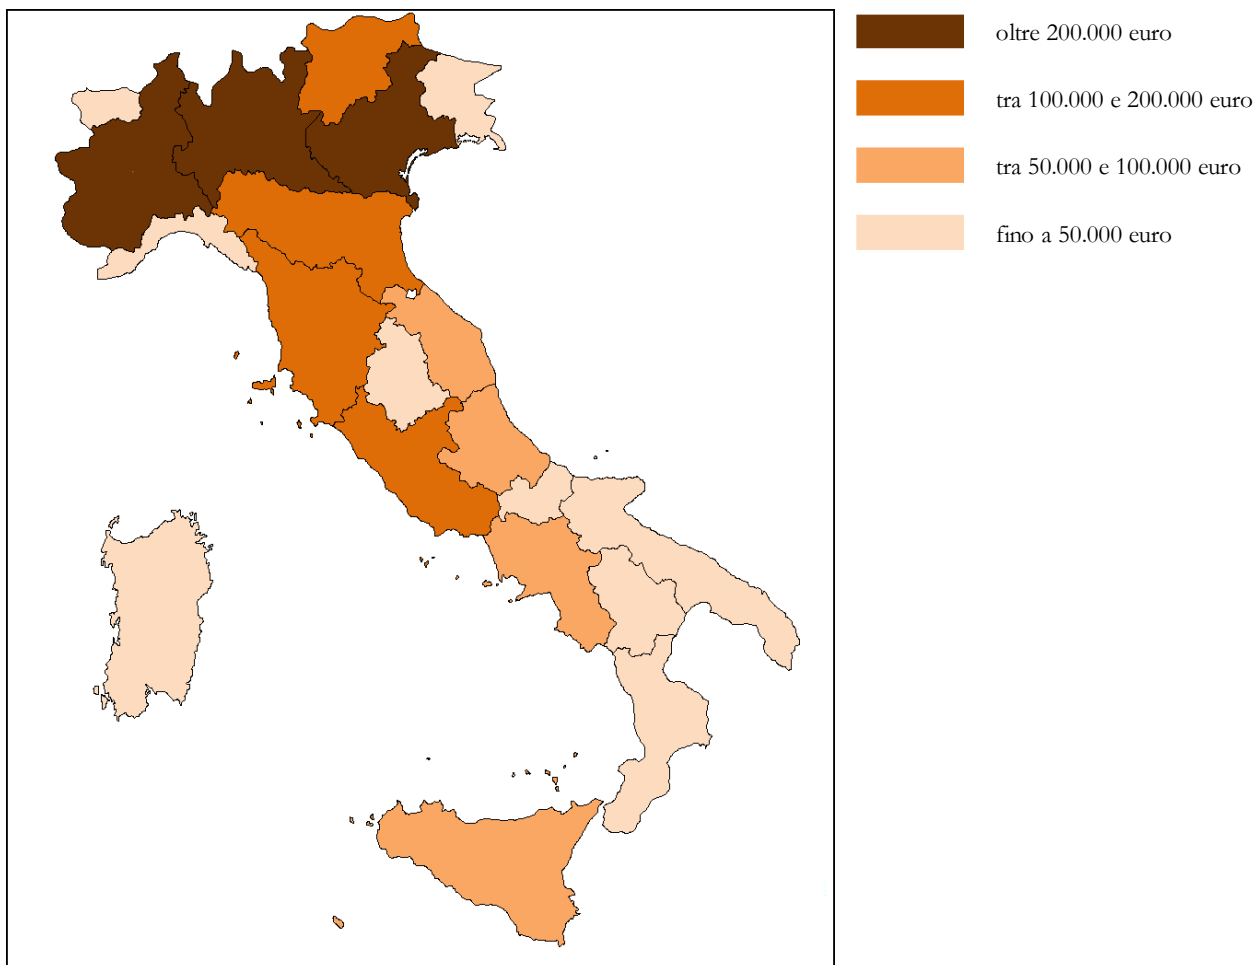 oltre 200.000 euro
tra 100.000 e 200.000 euro
tra 50.000 e 100.000 euro
fino a 50.000 euro